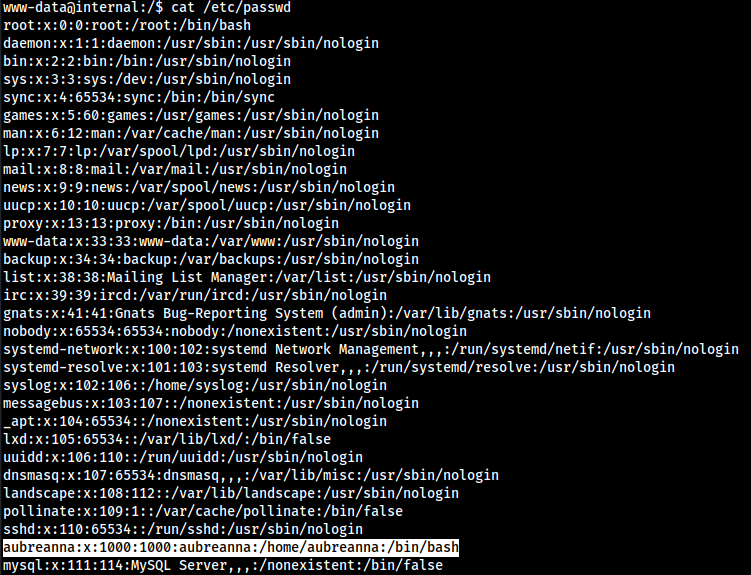 www-data@internal:/$ cat /etc/passwd
root:x:0:0:root:/root:/bin/bash
daemon:x:1:1:daemon:/usr/sbin:/usr/sbin/nologin
bin:x:2:2:bin:/bin:/usr/sbin/nologin
sys:x:3:3:sys:/dev:/usr/sbin/nologin
sync:x:4:65534:sync:/bin:/bin/sync
games:x:5:60:games:/usr/games:/usr/sbin/nologin
man:x:6:12:man:/var/cache/man:/usr/sbin/nologin
lp:x:7:7:lp:/var/spool/lpd:/usr/sbin/nologin
mail:x:8:8:mail:/var/mail:/usr/sbin/nologin
news:x:9:9:news:/var/spool/news:/usr/sbin/nologin
uucp:x:10:10:uucp:/var/spool/uucp:/usr/sbin/nologin
proxy:x:13:13:proxy:/bin:/usr/sbin/nologin
www-data:x:33:33:www-data:/var/www:/usr/sbin/nologin
backup:x:34:34:backup:/var/backups:/usr/sbin/nologin
list:x:38:38:Mailing List Manager:/var/list:/usr/sbin/nologin
irc:x:39:39:ircd:/var/run/ircd:/usr/sbin/nologin
gnats:x:41:41:Gnats Bug-Reporting System (admin):/var/lib/gnats:/usr/sbin/nologin
nobody:x:65534:65534:nobody:/nonexistent:/usr/sbin/nologin
systemd-network:x:100:102:systemd Network Management,,,:/run/systemd/netif:/usr/sbin/nologin
systemd-resolve:x:101:103:systemd Resolver,,,:/run/systemd/resolve:/usr/sbin/nologin
syslog:x:102:106::/home/syslog:/usr/sbin/nologin
messagebus:x:103:107::/nonexistent:/usr/sbin/nologin
_apt:x:104:65534::/nonexistent:/usr/sbin/nologin
lxd:x:105:65534::/var/lib/lxd/:/bin/false
uuidd:x:106:110::/run/uuidd:/usr/sbin/nologin
dnsmasq:x:107:65534:dnsmasq,,,:/var/lib/misc:/usr/sbin/nologin
landscape:x:108:112::/var/lib/landscape:/usr/sbin/nologin
pollinate:x:109:1::/var/cache/pollinate:/bin/false
sshd:x:110:65534::/run/sshd:/usr/sbin/nologin
aubreanna:x:1000:1000:aubreanna:/home/aubreanna:/bin/bash
mysql:x:111:114:MySQL Server,,,:/nonexistent:/bin/false